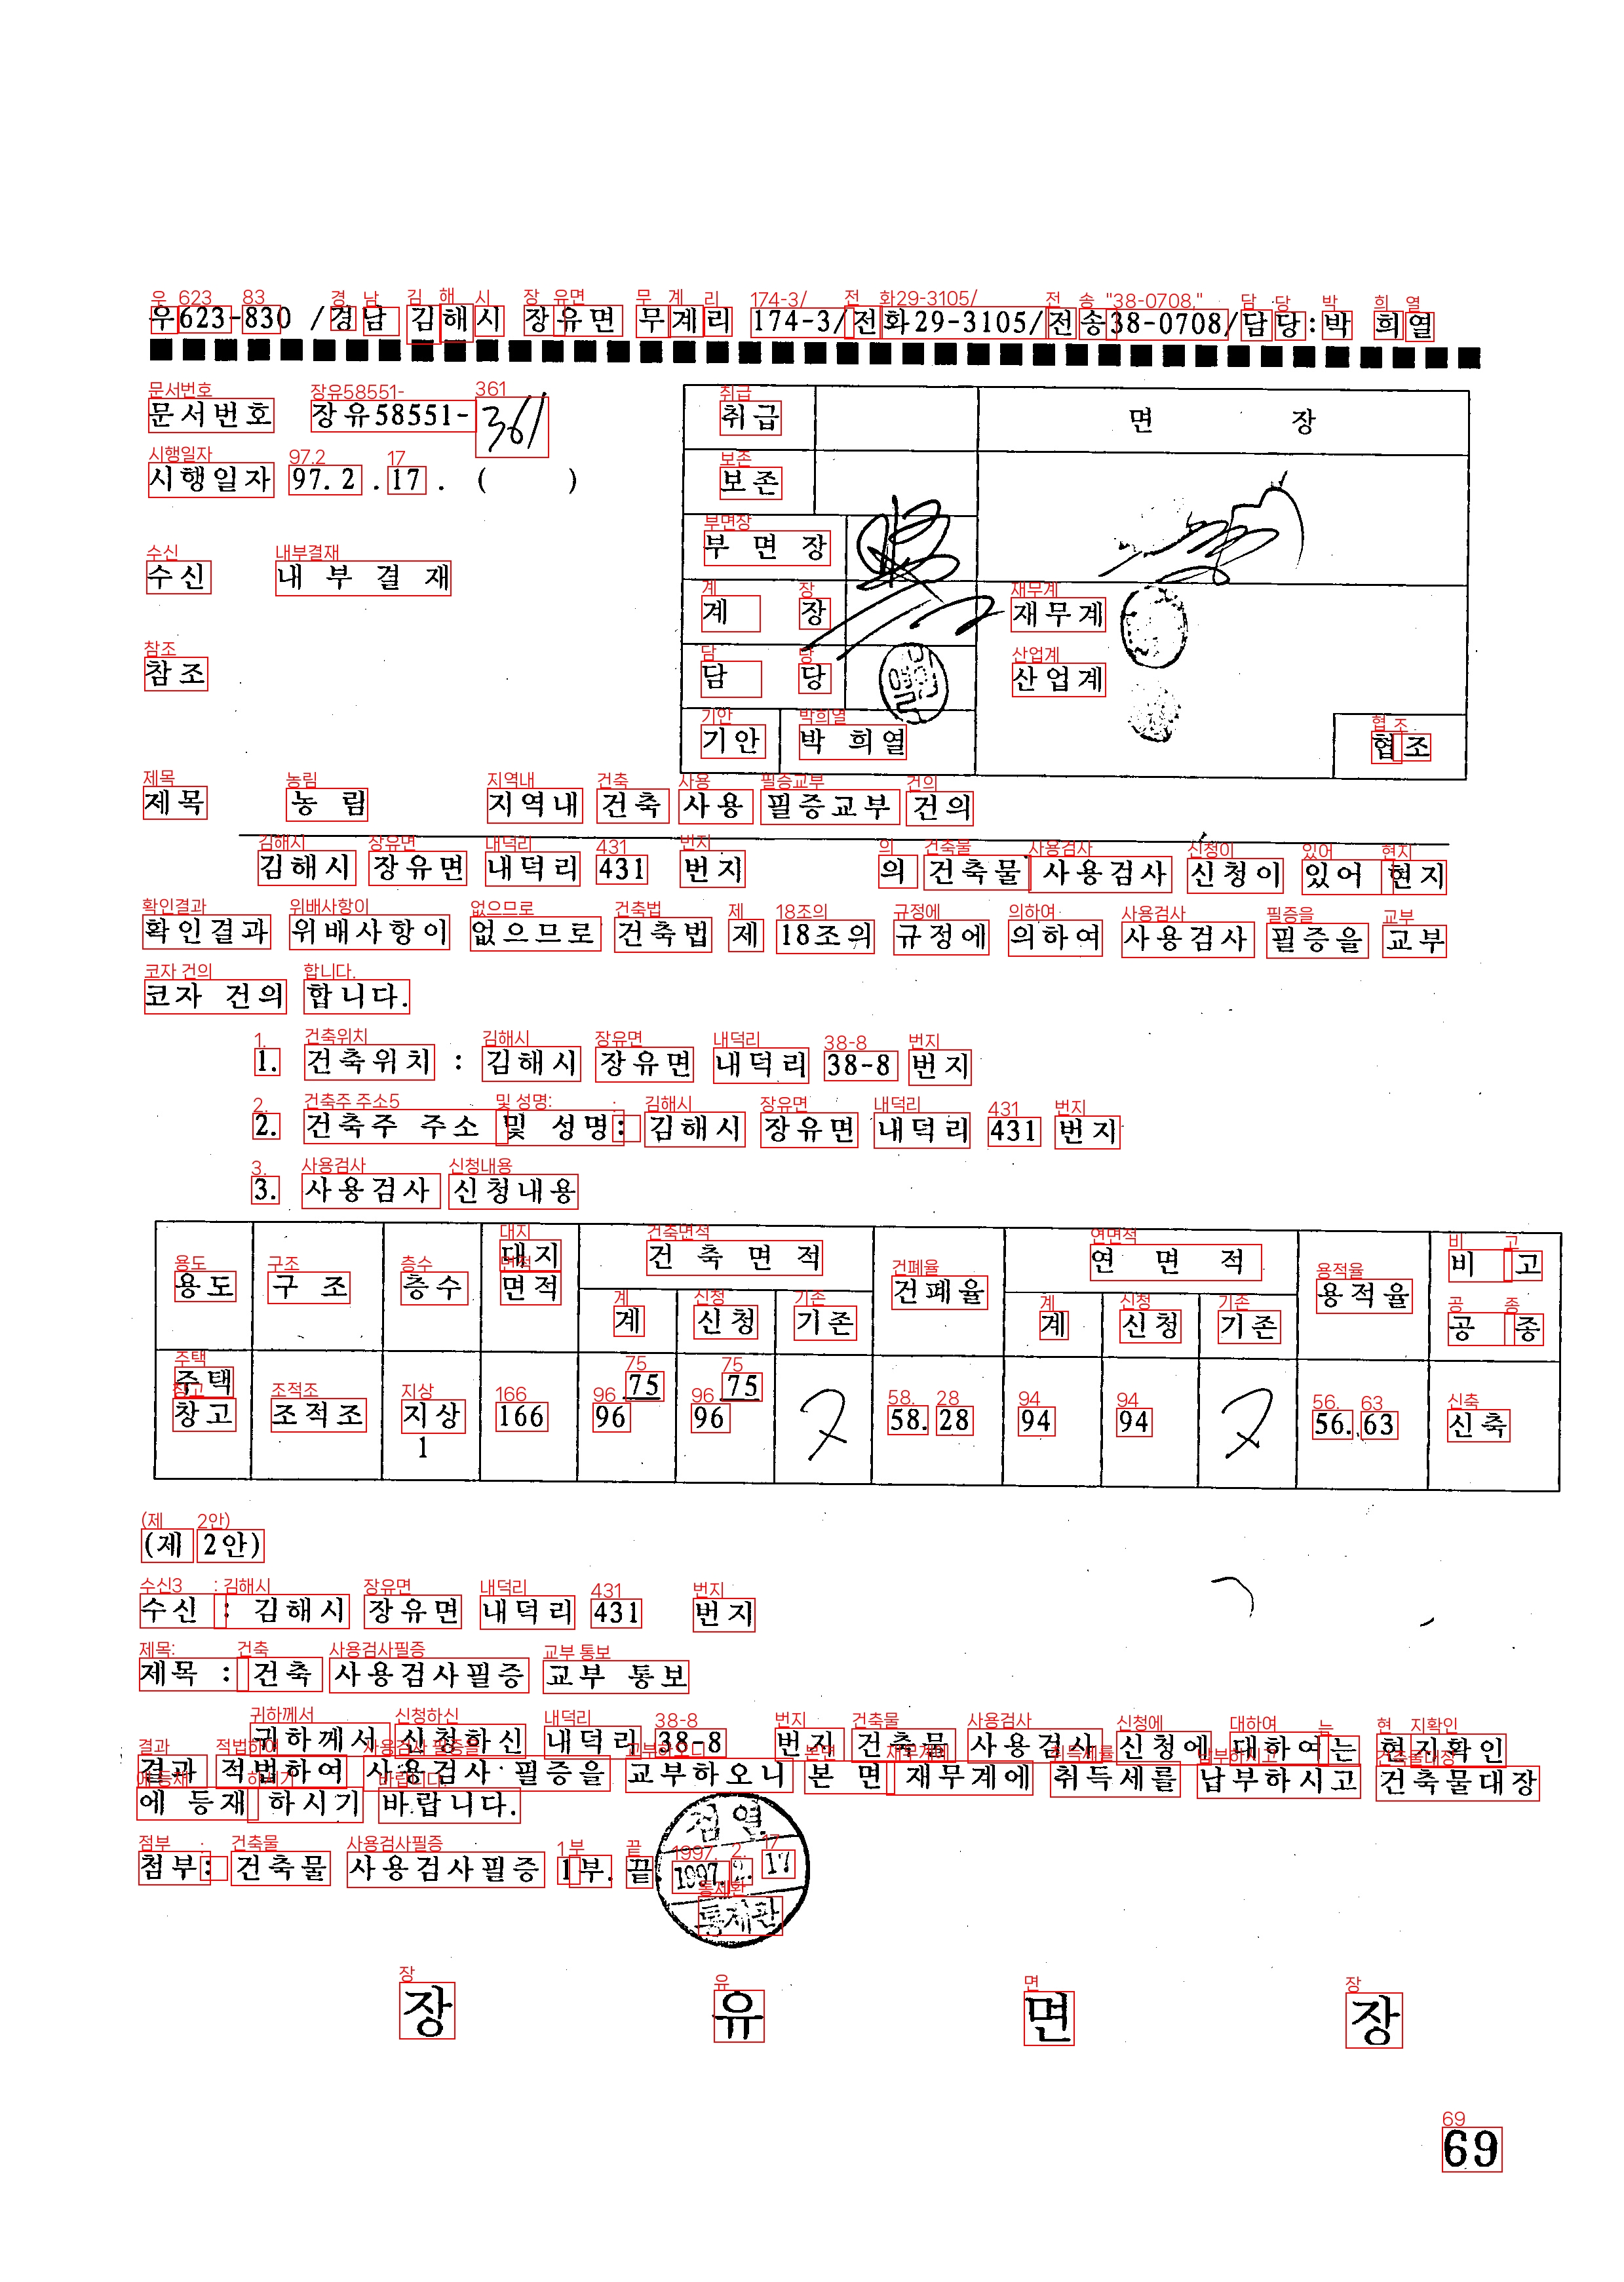 우623-830 /경남 김해시 장유면 무계리 174-3/전화29-3105/전송38-0708/담당:박 희열
문서번호 장유58551-361
시행일자 97. 2 . 17 . ( )
수신 내 부 결 재
참조
취급 면 장
보존
부 면 장
계 장 재무계
담 당 산업계
기안 박 희열 협조
제목 농 림 지역내 건축 사용 필증교부 건의
김해시 장유면 내덕리 431 번지 의 건축물 사용검사 신청이 있어 현지
확인결과 위배사항이 없으므로 건축법 제 18조의 규정에 의하여 사용검사 필증을 교부
코자 건의 합니다.
1. 건축위치 : 김해시 장유면 내덕리 38-8 번지
2. 건축주 주소 및 성명: 김해시 장유면 내덕리 431 번지
3. 사용검사 신청내용
용도 구 조 층수 대지 면적 건 축 면 적 건폐율 연 면 적 용적율 비 고
계 신청 기존 계 신청 기존 공 종
주택 75 75
창고 조적조 지상 166 96 96 58. 28 94 94 56. 63 신축
1
(제 2안)
수신 : 김해시 장유면 내덕리 431 번지
제목 : 건축 사용검사필증 교부 통보
귀하께서 신청하신 내덕리 38-8 번지 건축물 사용검사 신청에 대하여는 현지확인
결과 적법하여 사용검사 필증을 교부하오니 본 면 재무계에 취득세를 납부하시고 건축물대장
에 등재 하시기 바랍니다.
첨부: 건축물 사용검사필증 1부. 끝.
검 열
1997. 2. 17
통제관
장 유 면 장
69